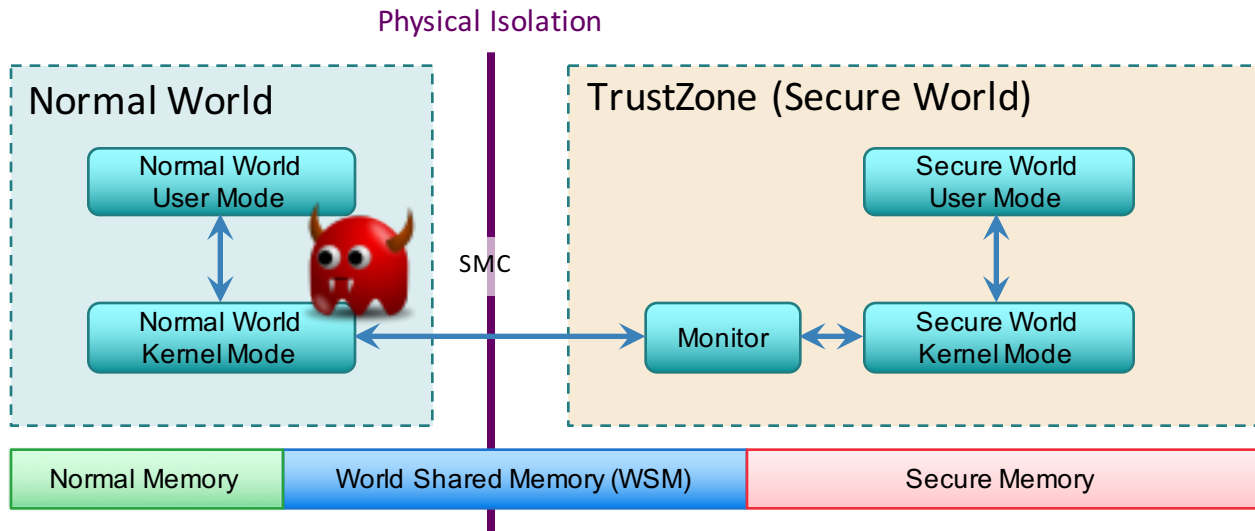 Physical Isolation
Normal World
TrustZone (Secure World)
Normal World
User Mode
Secure World
User Mode
SMC
Normal World
Kernel Mode
Monitor
Secure World
Kernel Mode
Normal Memory
World Shared Memory (WSM)
Secure Memory